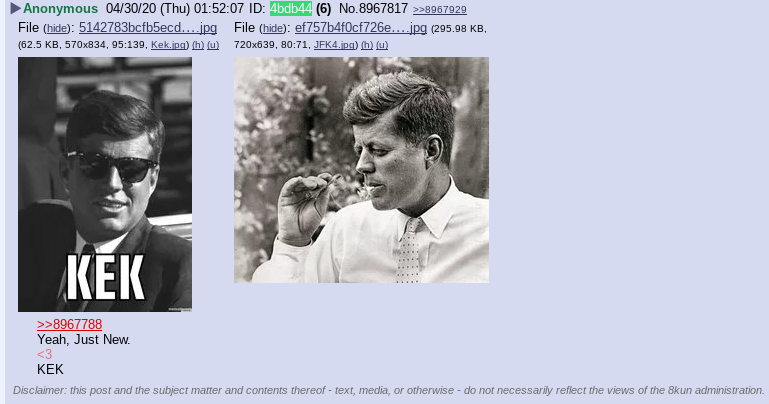 ▶Anonymous 04/30/20 (Thu) 01:52:07 ID: 4bdb44 (6) No.8967817 >>8967929
File (hide): 5142783bcfb5ecd….jpg
(62.5 KB, 570x834, 95:139, Kek.jpg) (h) (u)
File (hide): ef757b4f0cf726e….jpg (295.98 KB,
720x639, 80:71, JFK4.jpg) (h) (u)
KEK
>>8967788
Yeah, Just New.
<3
KEK
Disclaimer: this post and the subject matter and contents thereof - text, media, or otherwise - do not necessarily reflect the views of the 8kun administration.